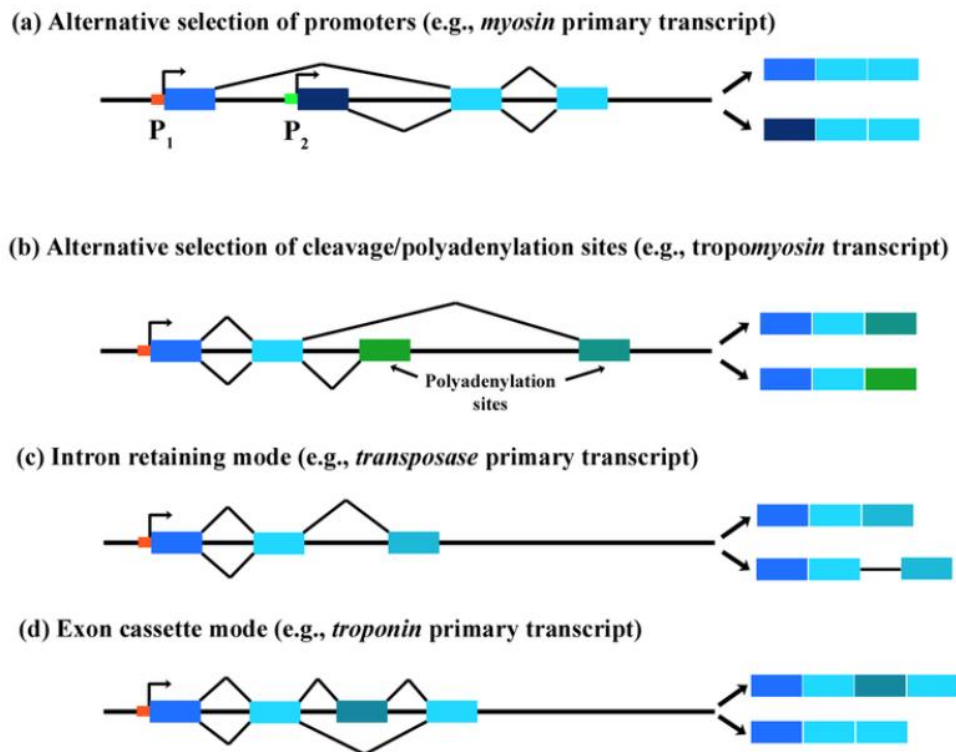 (a) Alternative selection of promoters (e.g., myosin primary transcript)
P1
P2
(b) Alternative selection of cleavage/polyadenylation sites (e.g., tropomyosin transcript)
Polyadenylation
sites
(c) Intron retaining mode (e.g., transposase primary transcript)
(d) Exon cassette mode (e.g., troponin primary transcript)